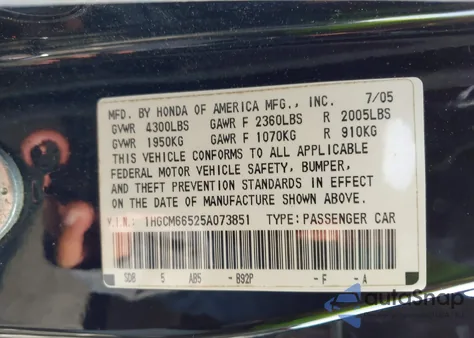 MFD. BY HONDA OF AMERICA MFG., INC. 7/05
GVWR 4300LBS GAWR F 2360LBS R 2005LBS
GVWR 1950KG GAWR F 1070KG R 910KG
THIS VEHICLE CONFORMS TO ALL APPLICABLE
FEDERAL MOTOR VEHICLE SAFETY, BUMPER,
AND THEFT PREVENTION STANDARDS IN EFFECT
ON THE DATE OF MANUFACTURE SHOWN ABOVE.
V.I.N. 1HGCM66525A073851 TYPE:PASSENGER CAR
SDB 5 AB5 - B92P - F - A
autoSnap